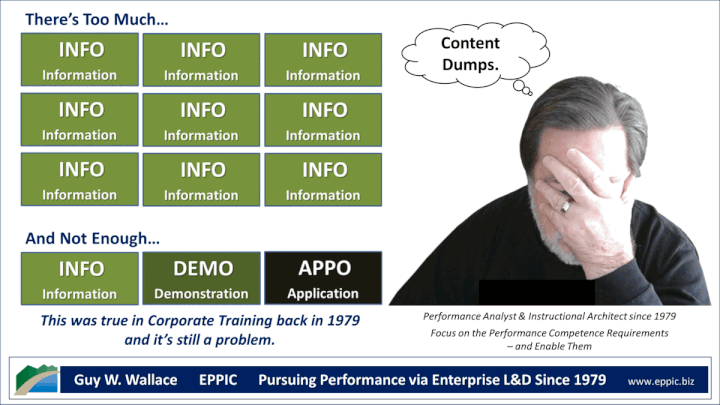 There's Too Much…
INFO
Information
INFO
Information
INFO
Information
INFO
Information
INFO
Information
INFO
Information
INFO
Information
INFO
Information
INFO
Information
And Not Enough…
INFO
Information
DEMO
Demonstration
APPO
Application
This was true in Corporate Training back in 1979
and it's still a problem.
Content
Dumps.
Performance Analyst & Instructional Architect since 1979
Focus on the Performance Competence Requirements
– and Enable Them
Guy W. Wallace EPPIC Pursuing Performance via Enterprise L&D Since 1979 www.eppic.biz